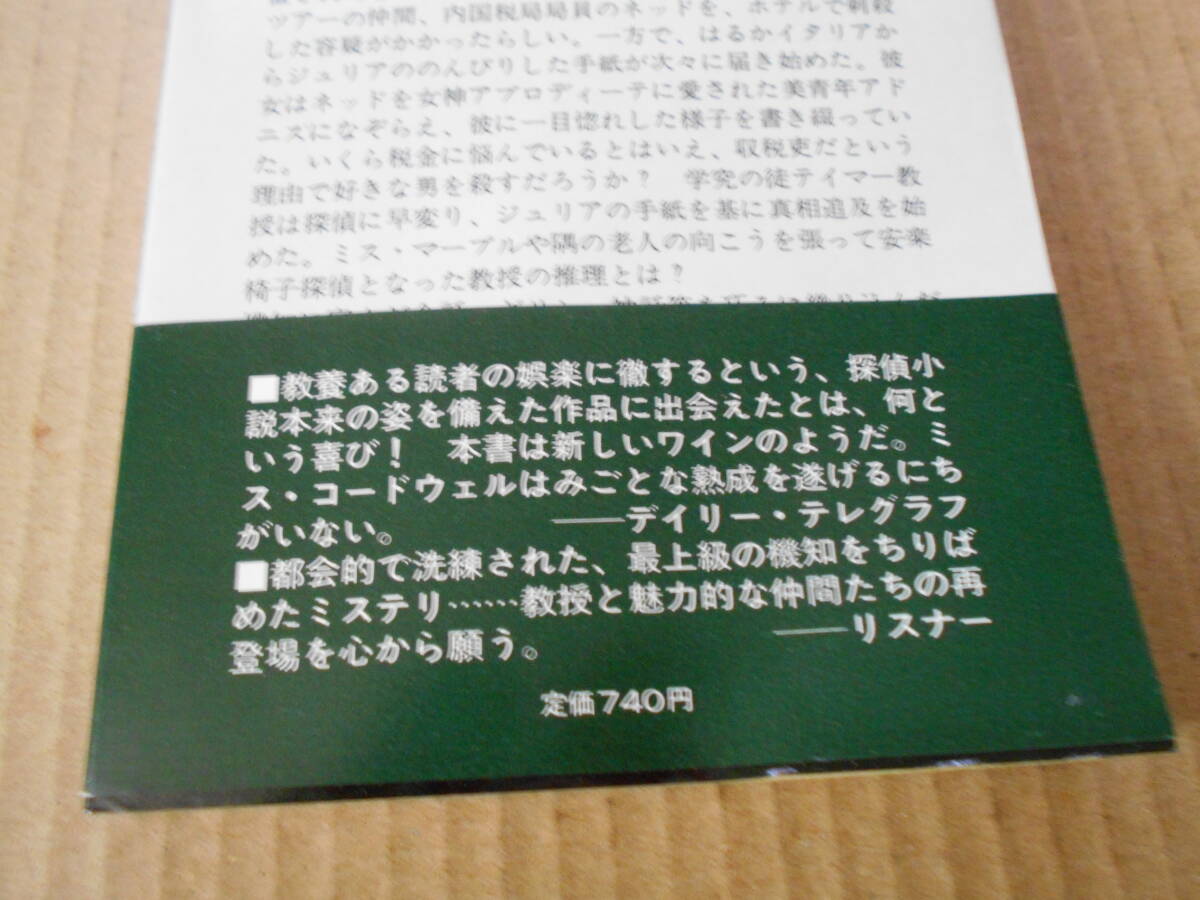 ツアーの仲間、内国税局局員のネッドを、ホテルで刺殺
した容疑がかかったらしい。一方で、はるかイタリアか
らジュリアののんびりした手紙が次々に届き始めた。彼
女はネッドを女神アプロディーテに愛された美青年アド
ニスになぞらえ、彼に一目惚れした様子を書き綴ってい
た。いくら税金に悩んでいるとはいえ、収税吏だという
理由で好きな男を殺すだろうか？　学究の徒テイマー教
授は探偵に早変り、ジュリアの手紙を基に真相追及を始
めた。ミス・マープルや隅の老人の向こうを張って安楽
椅子探偵となった教授の推理とは？
■教養ある読者の娯楽に徹するという、探偵小
説本来の姿を備えた作品に出会えたとは、何と
いう喜び！　本書は新しいワインのようだ。ミ
ス・コードウェルはみごとな熟成を遂げるにち
がいない。　――デイリー・テレグラフ
■都会的で洗練された、最上級の機知をちりば
めたミステリ……教授と魅力的な仲間たちの再
登場を心から願う。　――リスナー
定価740円